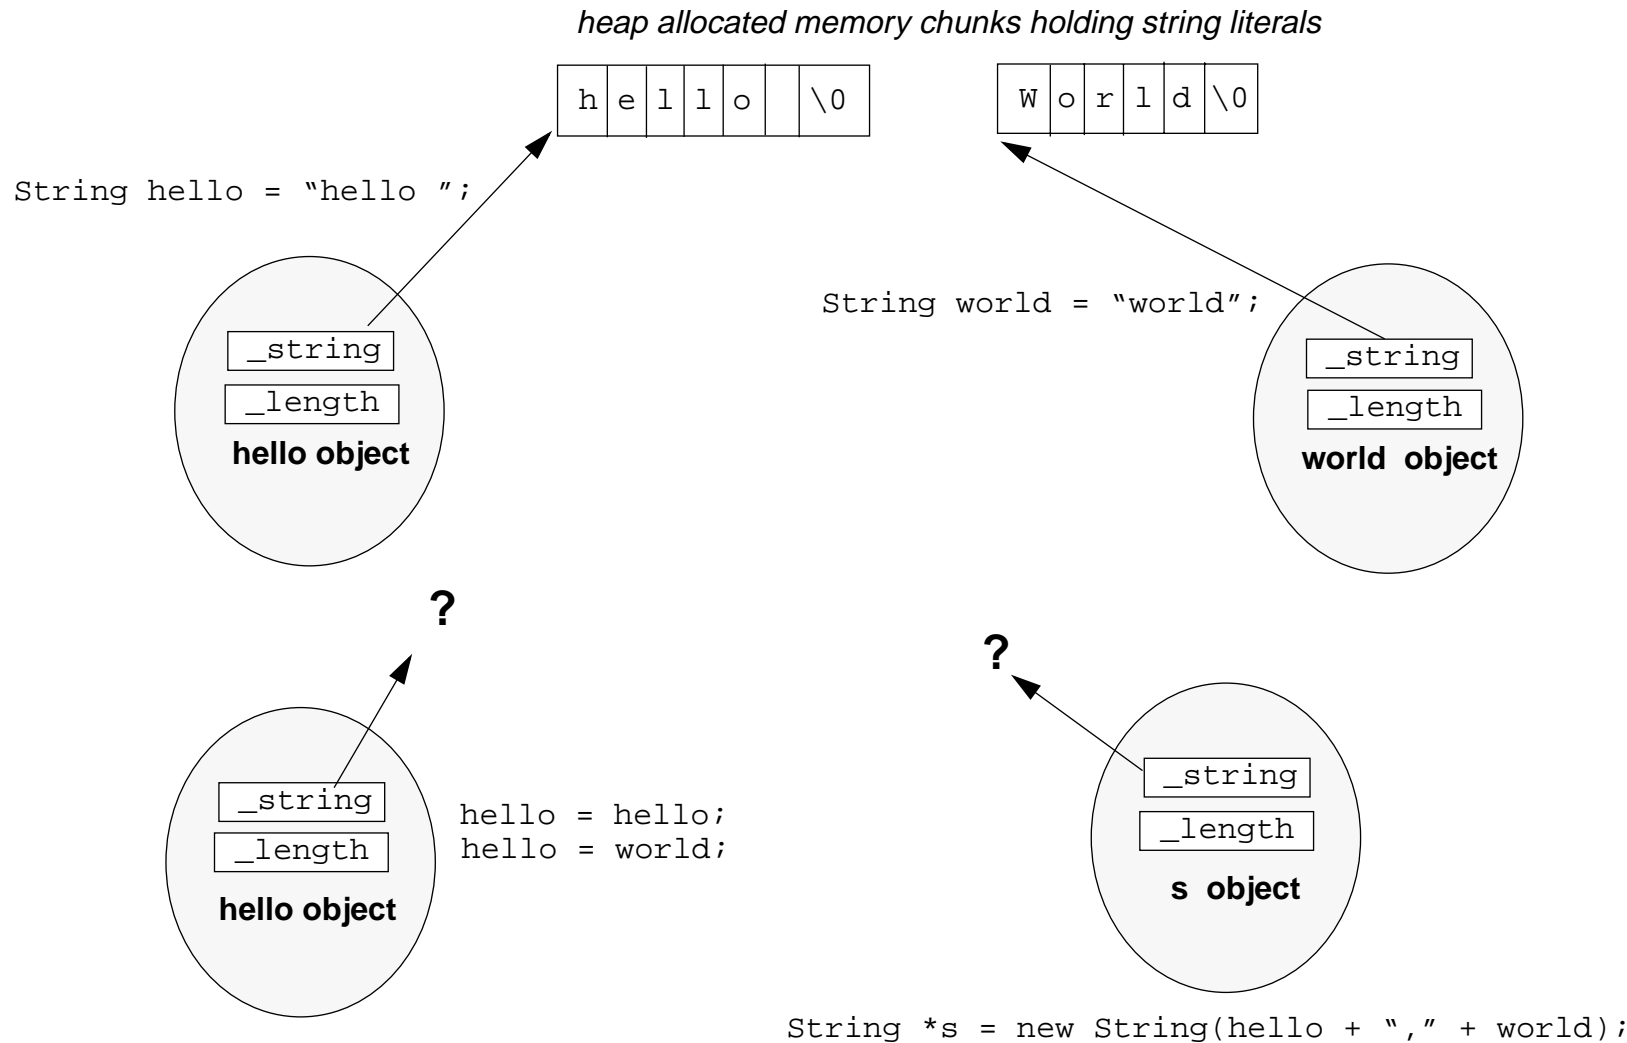 heap allocated memory chunks holding string literals
h e l l o \0
W o r l d \0
String hello = “hello ”;
String world = “world”;
_string
_length
hello object
_string
_length
world object
?
?
_string
_length
hello object
hello = hello;
hello = world;
_string
_length
s object
String *s = new String(hello + “,” + world);